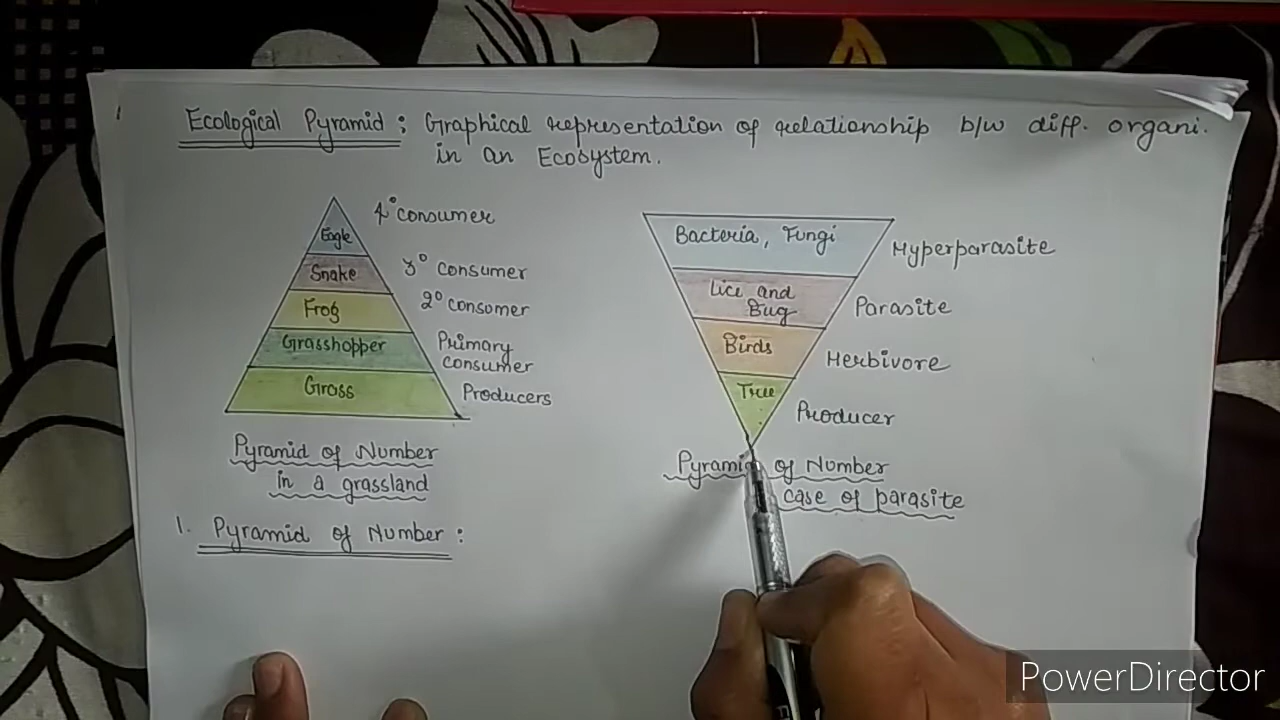 Ecological Pyramid : Graphical representation of relationship b/w diff. organi.
in an Ecosystem.
Eagle
4° consumer
Snake
3° consumer
Frog
2° consomer
Grasshopper
Primary
consumer
Grass
Producers
Pyramid of Number
in a grassland
Bacteria, Fungi
Hyperparasite
Lice and
Bug
Parasite
Birds
Herbivore
Tree
Producer
Pyramid of Number
case of parasite
1. Pyramid of Number :
PowerDirector